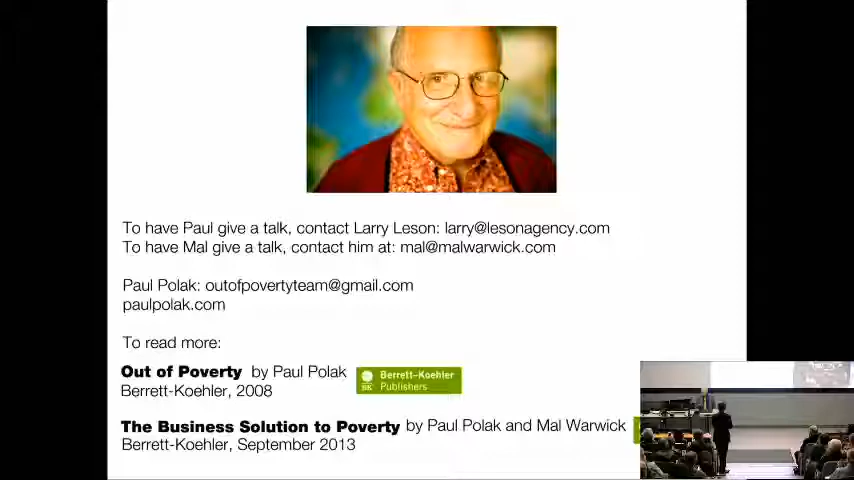 To have Paul give a talk, contact Larry Leson: larry@lesonagency.com
To have Mal give a talk, contact him at: mal@malwarwick.com
Paul Polak: outofpovertyteam@gmail.com
paulpolak.com
To read more:
Out of Poverty by Paul Polak
Berrett-Koehler, 2008
BK
Berrett–Koehler
Publishers
The Business Solution to Poverty by Paul Polak and Mal Warwick
Berrett-Koehler, September 2013